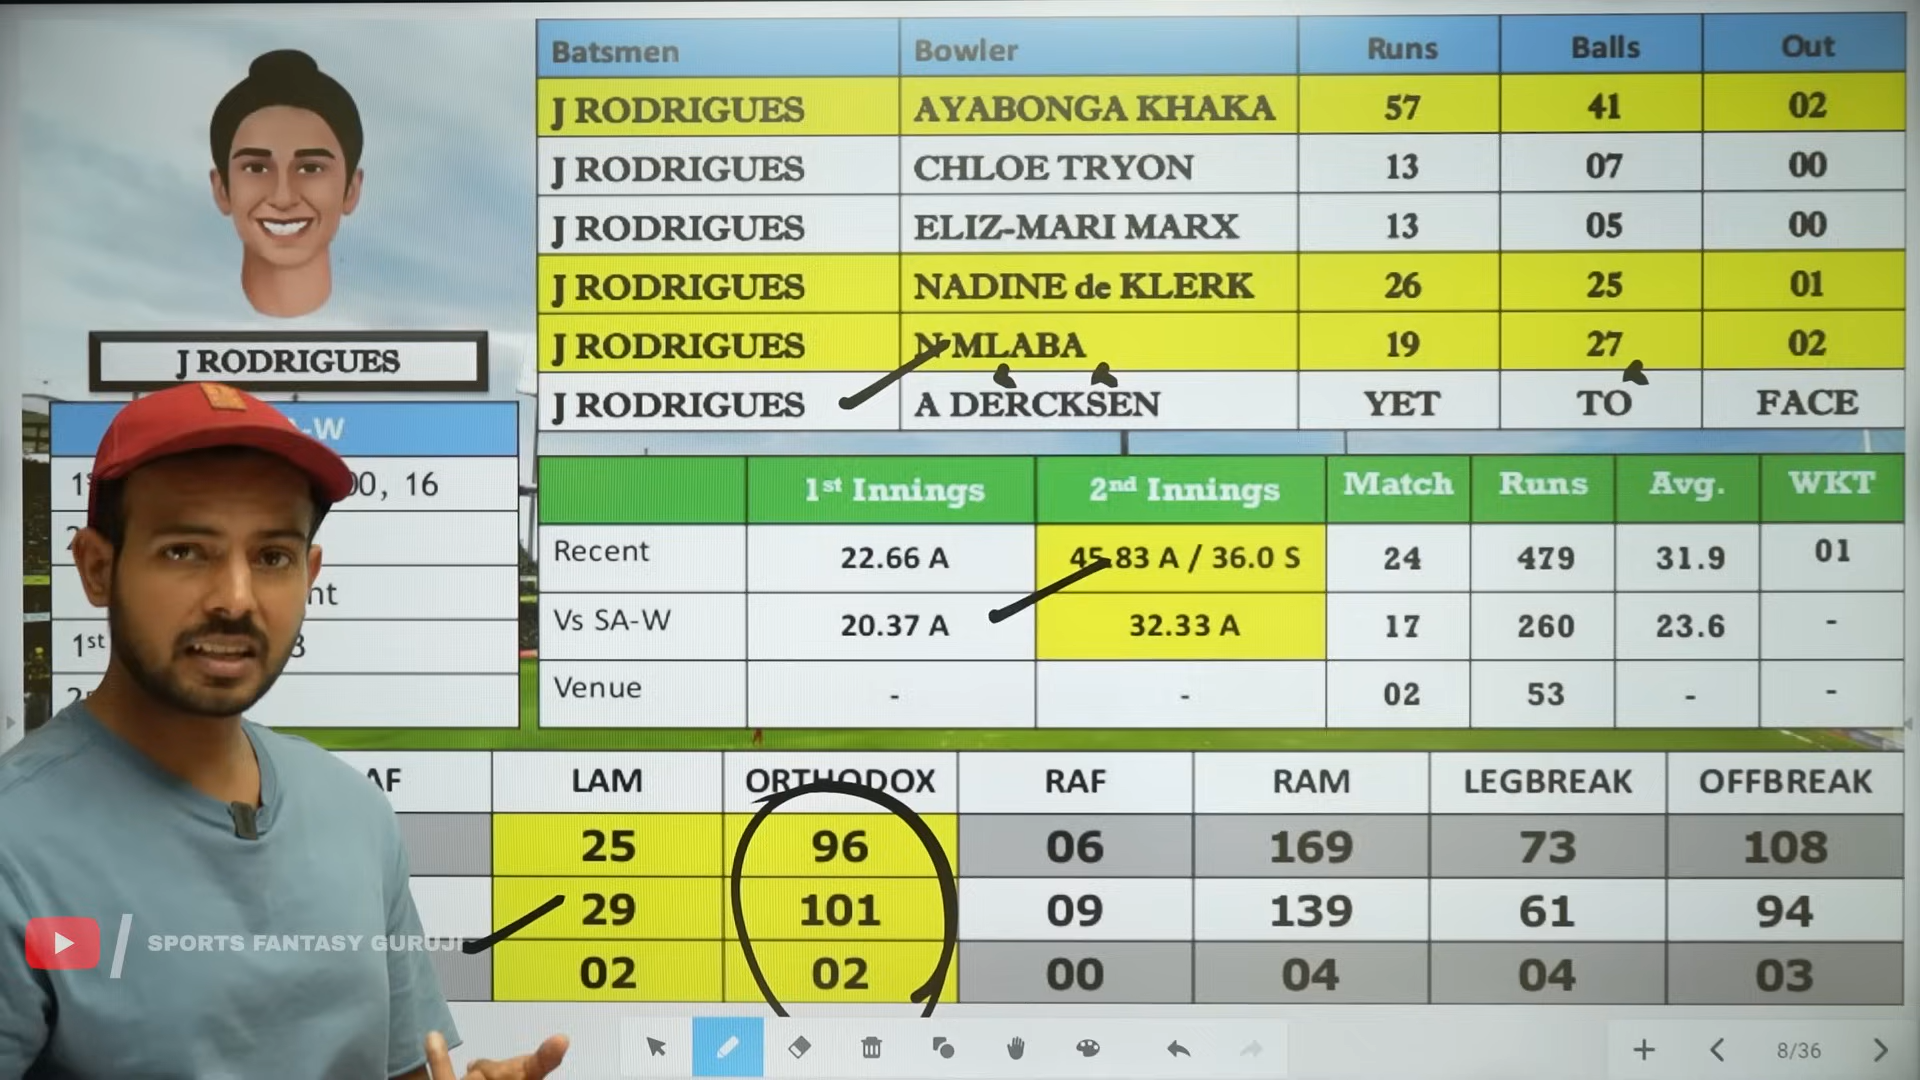 Batsmen Bowler Runs Balls Out
J RODRIGUES AYABONGA KHAKA 57 41 02
J RODRIGUES CHLOE TRYON 13 07 00
J RODRIGUES ELIZ-MARI MARX 13 05 00
J RODRIGUES NADINE de KLERK 26 25 01
J RODRIGUES N MLABA 19 27 02
J RODRIGUES A DERCKSEN YET TO FACE
J RODRIGUES
-W
00, 16
1st
1st Innings 2nd Innings Match Runs Avg. WKT
Recent 22.66 A 45.83 A / 36.0 S 24 479 31.9 01
Vs SA-W 20.37 A 32.33 A 17 260 23.6 -
Venue - - 02 53 - -
AF LAM ORTHODOX RAF RAM LEGBREAK OFFBREAK
25 96 06 169 73 108
29 101 09 139 61 94
02 02 00 04 04 03
SPORTS FANTASY GURUJI
8/36